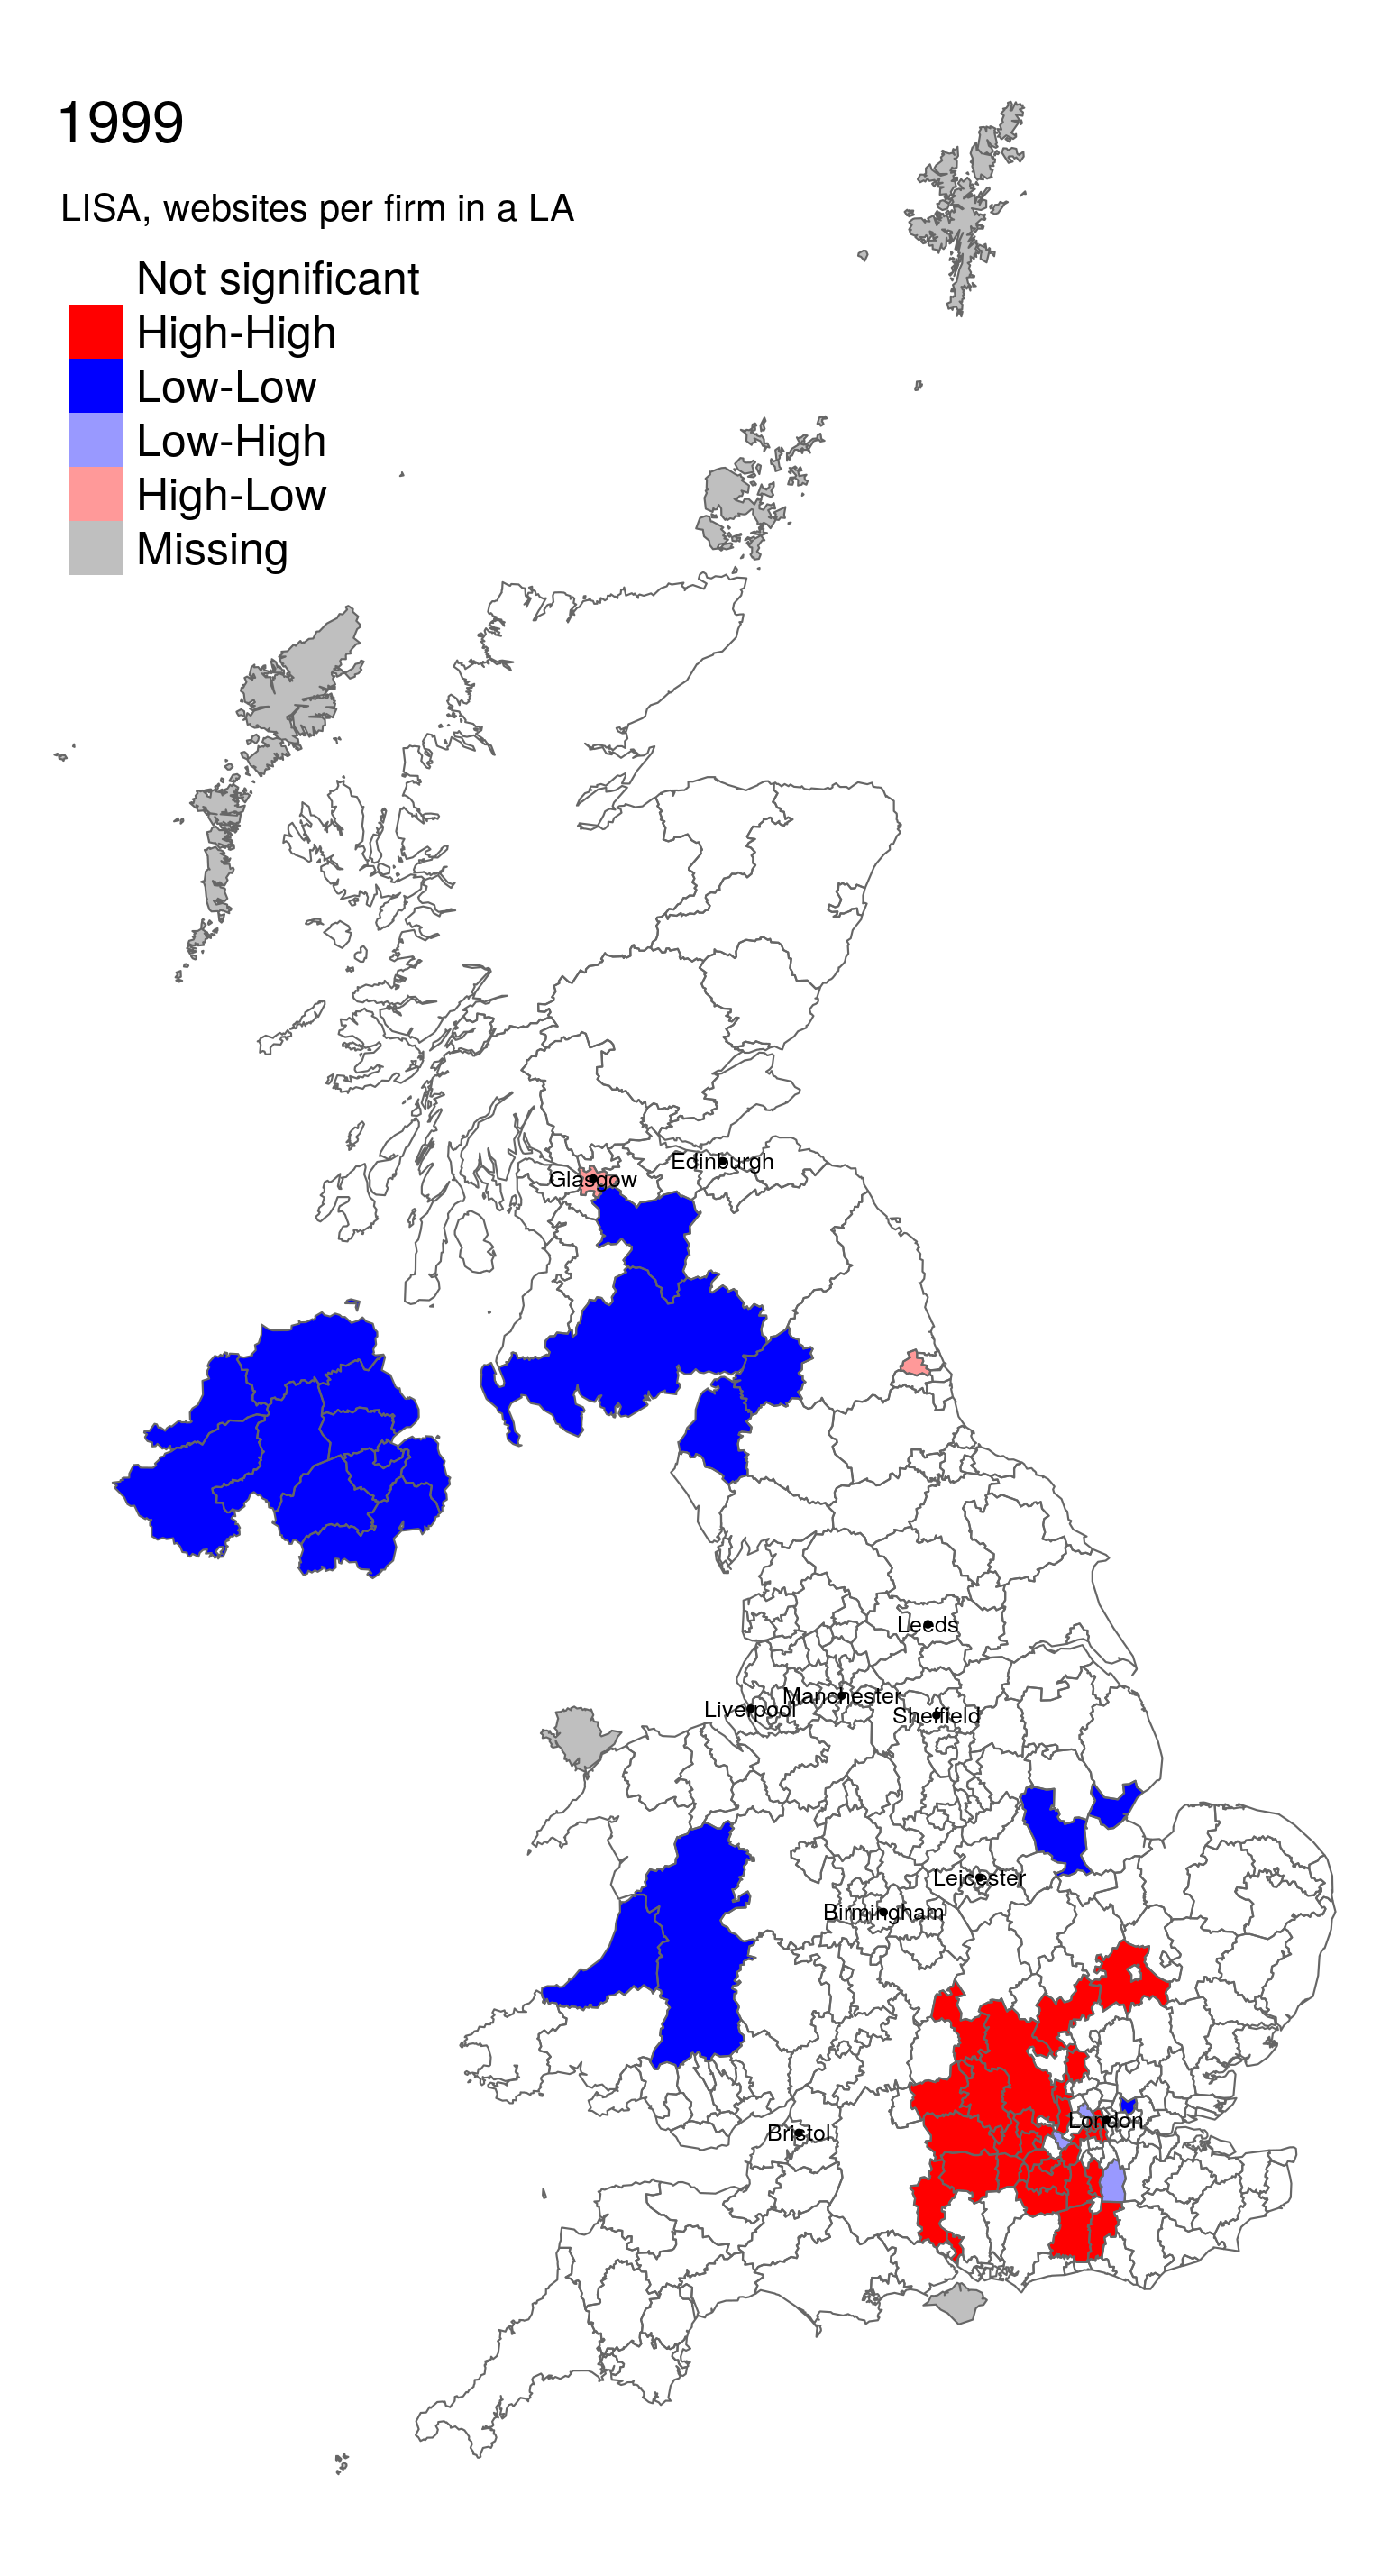 1999
LISA, websites per firm in a LA
Not significant
High-High
Low-Low
Low-High
High-Low
Missing
Edinburgh
Glasgow
Leeds
Manchester
Liverpool
Sheffield
Leicester
Birmingham
London
Bristol